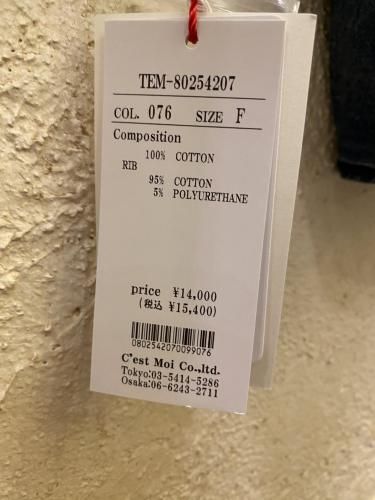 TEM-80254207
COL. 076 SIZE F
Composition
100% COTTON
RIB
95% COTTON
5% POLYURETHANE
price ¥14,000
(税込 ¥15,400)
0802542070099076
C'est Moi Co.,ltd.
Tokyo:03-5414-5286
Osaka:06-6243-2711